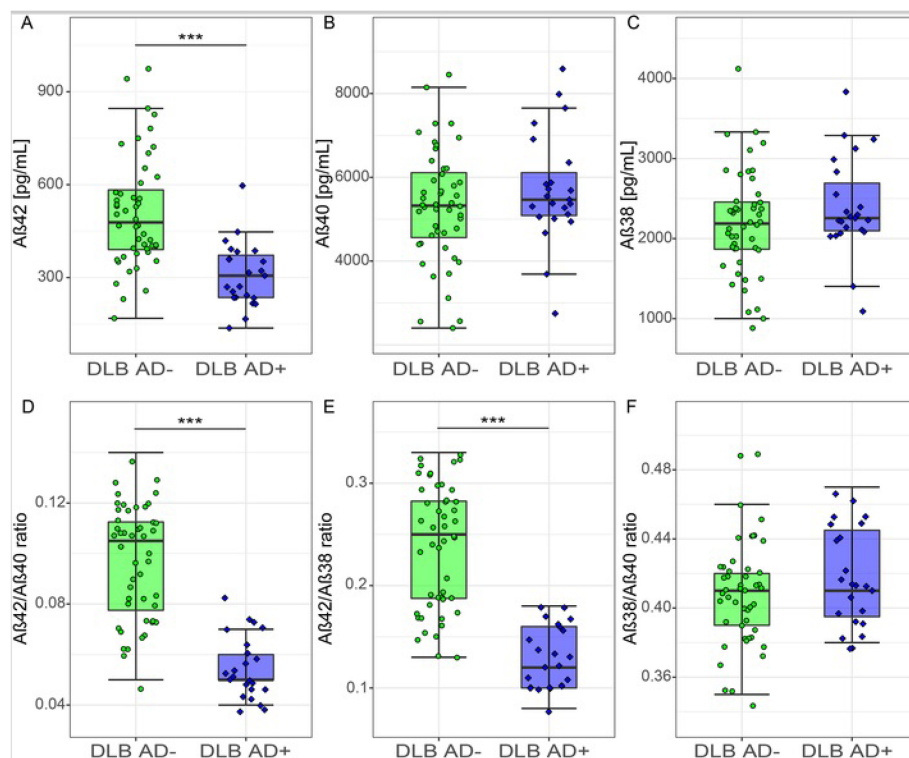 A
Aß42 [pg/mL]
***
900
600
300
DLB AD- DLB AD+
B
Aß40 [pg/mL]
8000
6000
4000
DLB AD- DLB AD+
C
Aß38 [pg/mL]
4000
3000
2000
1000
DLB AD- DLB AD+
D
Aß42/Aß40 ratio
***
0.12
0.08
0.04
DLB AD- DLB AD+
E
Aß42/Aß38 ratio
***
0.3
0.2
0.1
DLB AD- DLB AD+
F
Aß38/Aß40 ratio
0.48
0.44
0.40
0.36
DLB AD- DLB AD+